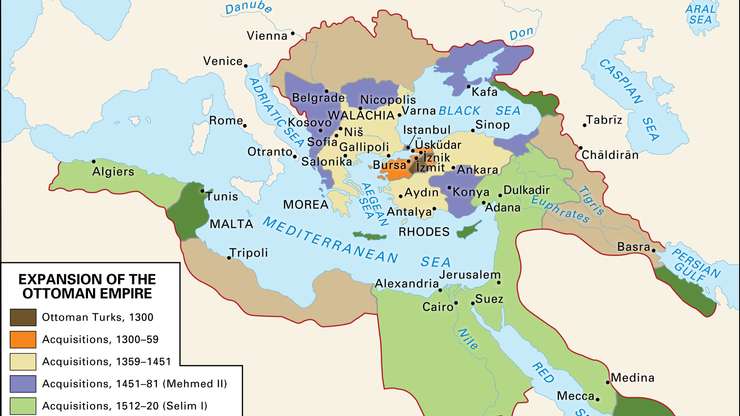 Danube
Vienna
Don
ARAL
SEA
Venice
CASPIAN SEA
Belgrade
Nicopolis
Kafa
ADRIATIC SEA
WALACHIA
Varna
BLACK SEA
Rome
Kosovo
Niš
Sofia
Istanbul
Sinop
Tabrīz
Gallipoli
Üsküdar
Otranto
Salonika
Bursa
İznik
İzmit
Ankara
Chāldirān
Algiers
AEGEAN
SEA
Aydın
Konya
Dulkadir
Tunis
MOREA
Antalya
Adana
Euphrates
Tigris
MALTA
RHODES
MEDITERRANEAN SEA
Basra
Tripoli
PERSIAN
GULF
Jerusalem
Alexandria
Cairo
Suez
Nile
RED
SEA
Medina
Mecca
EXPANSION OF THE
OTTOMAN EMPIRE
Ottoman Turks, 1300
Acquisitions, 1300–59
Acquisitions, 1359–1451
Acquisitions, 1451–81 (Mehmed II)
Acquisitions, 1512–20 (Selim I)